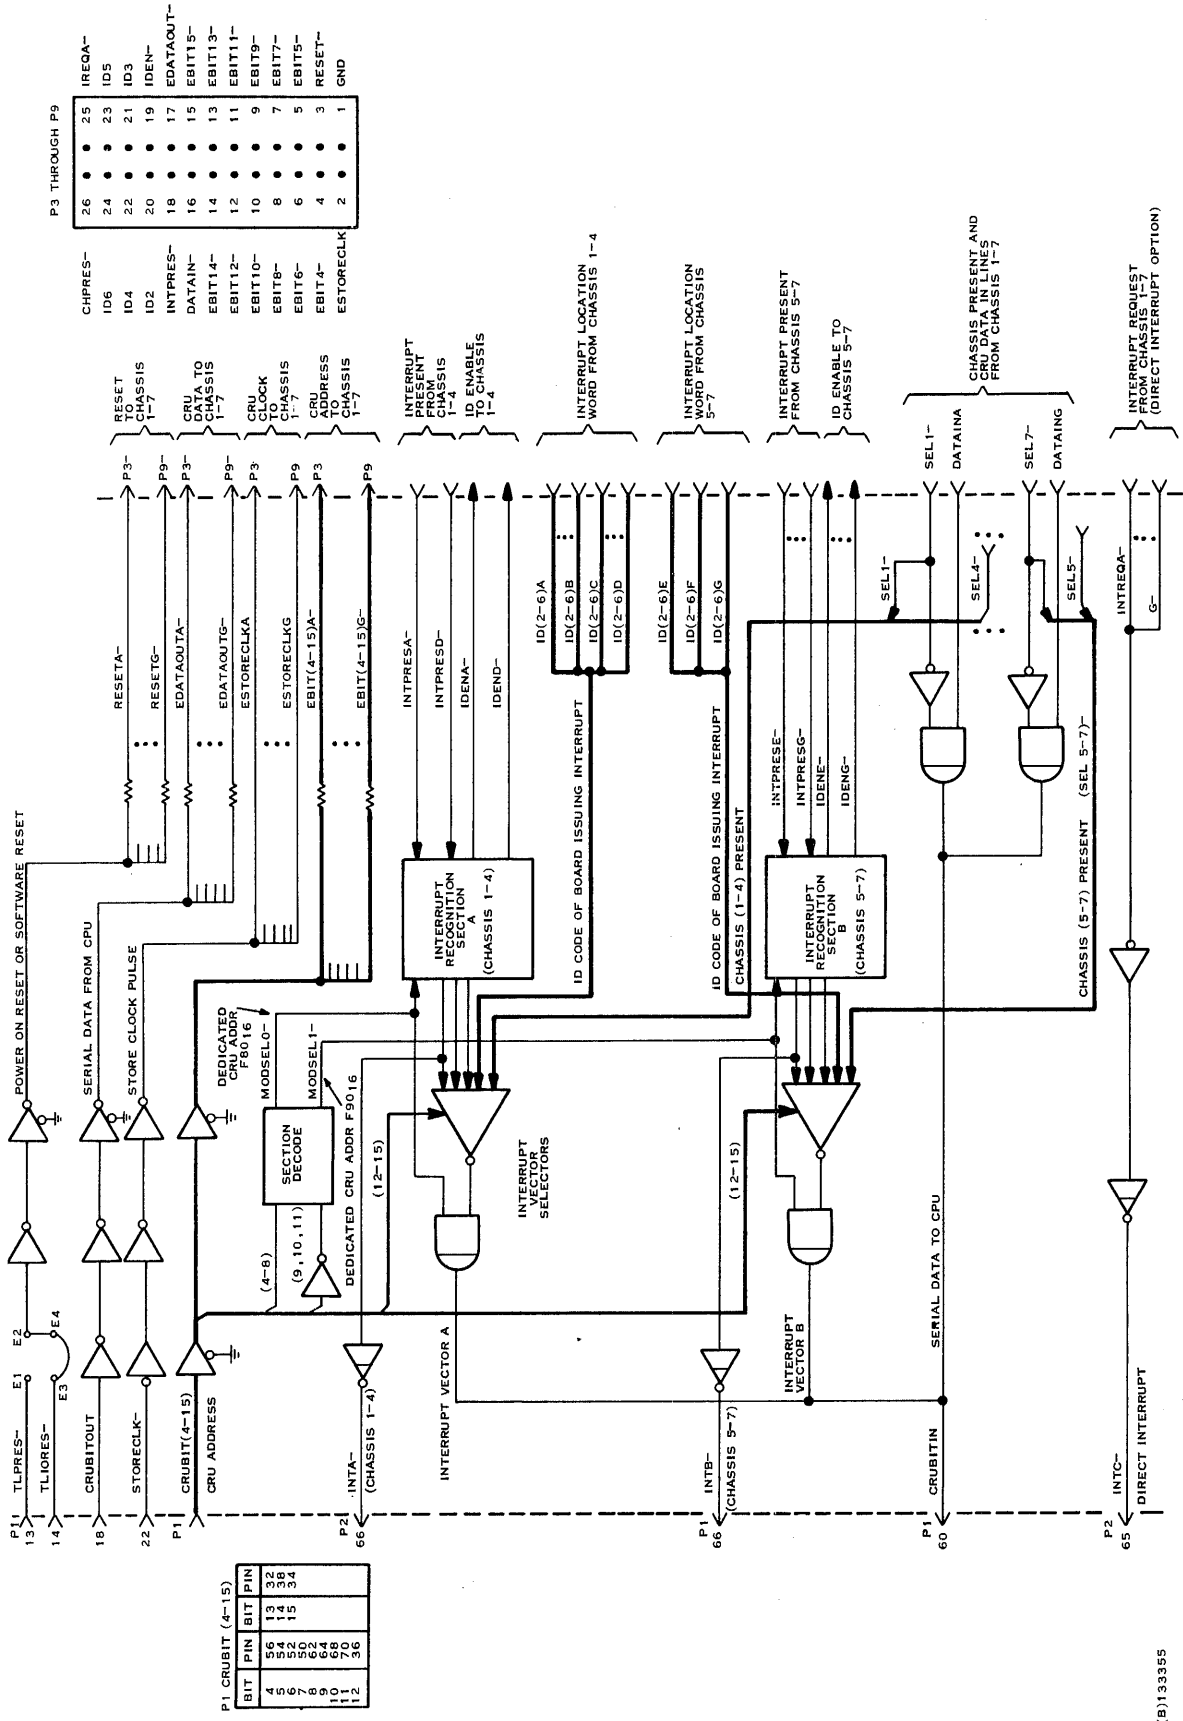 P3 THROUGH P9
CHPRES- 26 25 IREQA-
ID6 24 23 ID5
ID4 22 21 ID3
ID2 20 19 IDEN-
INTPRES- 18 17 EDATAOUT-
DATAIN- 16 15 EBIT15-
EBIT14- 14 13 EBIT13-
EBIT12- 12 11 EBIT11-
EBIT10- 10 9 EBIT9-
EBIT8- 8 7 EBIT7-
EBIT6- 6 5 EBIT5-
EBIT4- 4 3 RESET-
ESTORECLK 2 1 GND
P1 CRUBIT (4-15)
BIT PIN BIT PIN
4 56 13 32
5 54 14 38
6 52 15 34
7 50
8 62
9 64
10 68
11 70
12 36
P1
13
TLPRES-
E1
E2
14
TLIORES-
E3
E4
POWER ON RESET OR SOFTWARE RESET
RESETA-
RESETG-
P3-
P9-
RESET
TO
CHASSIS
1-7
18
CRUBITOUT
SERIAL DATA FROM CPU
EDATAOUTA-
EDATAOUTG-
P3-
P9-
CRU
DATA TO
CHASSIS
1-7
22
STORECLK-
STORE CLOCK PULSE
ESTORECLKA
ESTORECLKG
P3
P9
CRU
CLOCK
TO
CHASSIS
1-7
P1
CRUBIT(4-15)
CRU ADDRESS
EBIT(4-15)A-
EBIT(4-15)G-
P3
P9
CRU
ADDRESS
TO
CHASSIS
1-7
(4-8)
(9,10,11)
SECTION
DECODE
MODSEL0-
MODSEL1-
DEDICATED
CRU ADDR
F8016
DEDICATED CRU ADDR F9016
(12-15)
INTERRUPT
VECTOR
SELECTORS
INTERRUPT
RECOGNITION
SECTION
A
(CHASSIS 1-4)
INTPRESA-
INTPRESD-
IDENA-
IDEND-
INTERRUPT
PRESENT
FROM
CHASSIS
1-4
ID ENABLE
TO CHASSIS
1-4
P2
66
INTA-
(CHASSIS 1-4)
INTERRUPT VECTOR A
ID CODE OF BOARD ISSUING INTERRUPT
ID(2-6)A
ID(2-6)B
ID(2-6)C
ID(2-6)D
INTERRUPT LOCATION
WORD FROM CHASSIS 1-4
ID CODE OF BOARD ISSUING INTERRUPT
ID(2-6)E
ID(2-6)F
ID(2-6)G
INTERRUPT LOCATION
WORD FROM CHASSIS
5-7
CHASSIS (1-4) PRESENT
P1
66
INTB-
(CHASSIS 5-7)
(12-15)
INTERRUPT
VECTOR B
INTERRUPT
RECOGNITION
SECTION
B
(CHASSIS 5-7)
INTPRESE-
INTPRESG-
IDENE-
IDENG-
INTERRUPT PRESENT
FROM CHASSIS 5-7
ID ENABLE TO
CHASSIS 5-7
P1
60
CRUBITIN
SERIAL DATA TO CPU
SEL1-
SEL4-
SEL5-
SEL1-
DATAINA
SEL7-
DATAING
CHASSIS PRESENT AND
CRU DATA IN LINES
FROM CHASSIS 1-7
CHASSIS (5-7) PRESENT (SEL 5-7)-
P2
65
INTC-
DIRECT INTERRUPT
INTREQA-
G-
INTERRUPT REQUEST
FROM CHASSIS 1-7
(DIRECT INTERRUPT OPTION)
(B)133355